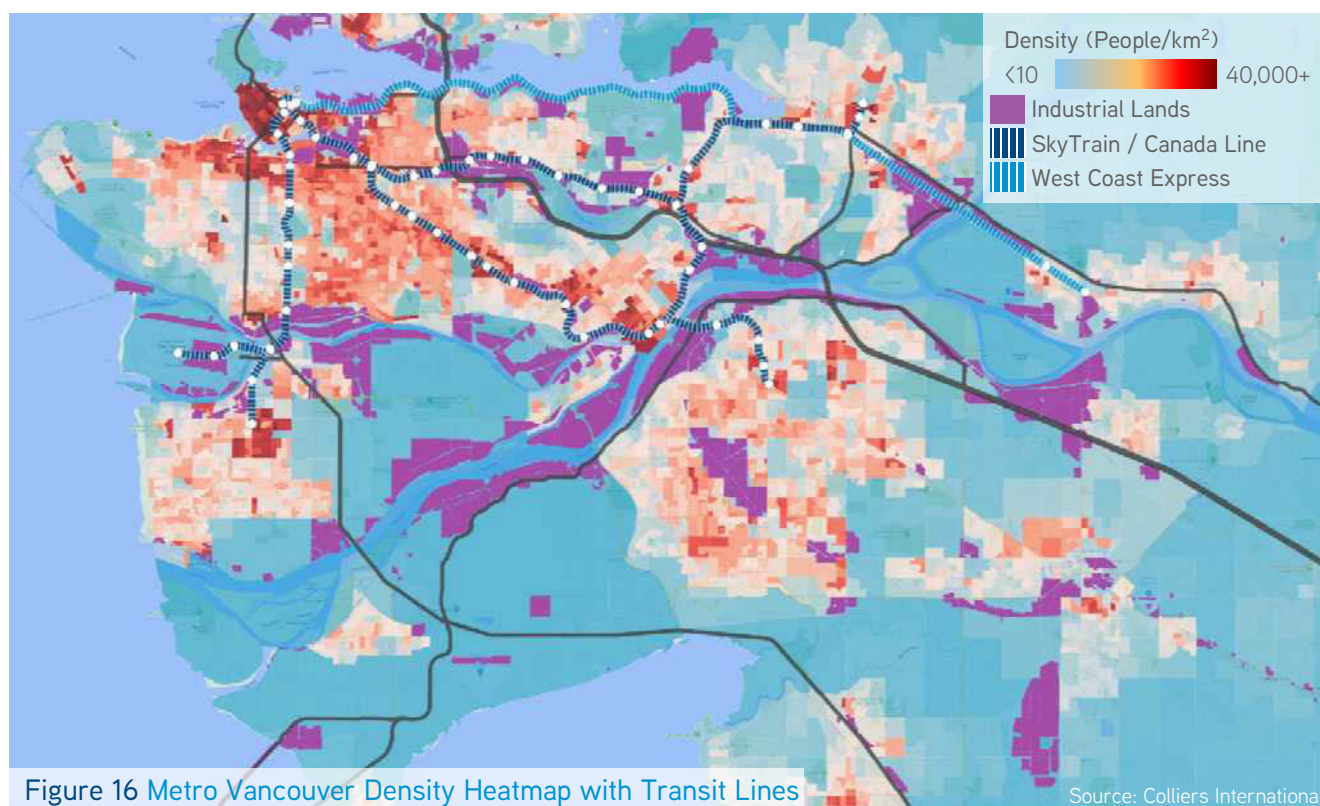 Density (People/km²)
<10 40,000+
Industrial Lands
SkyTrain / Canada Line
West Coast Express
Figure 16 Metro Vancouver Density Heatmap with Transit Lines
Source: Colliers Internationa